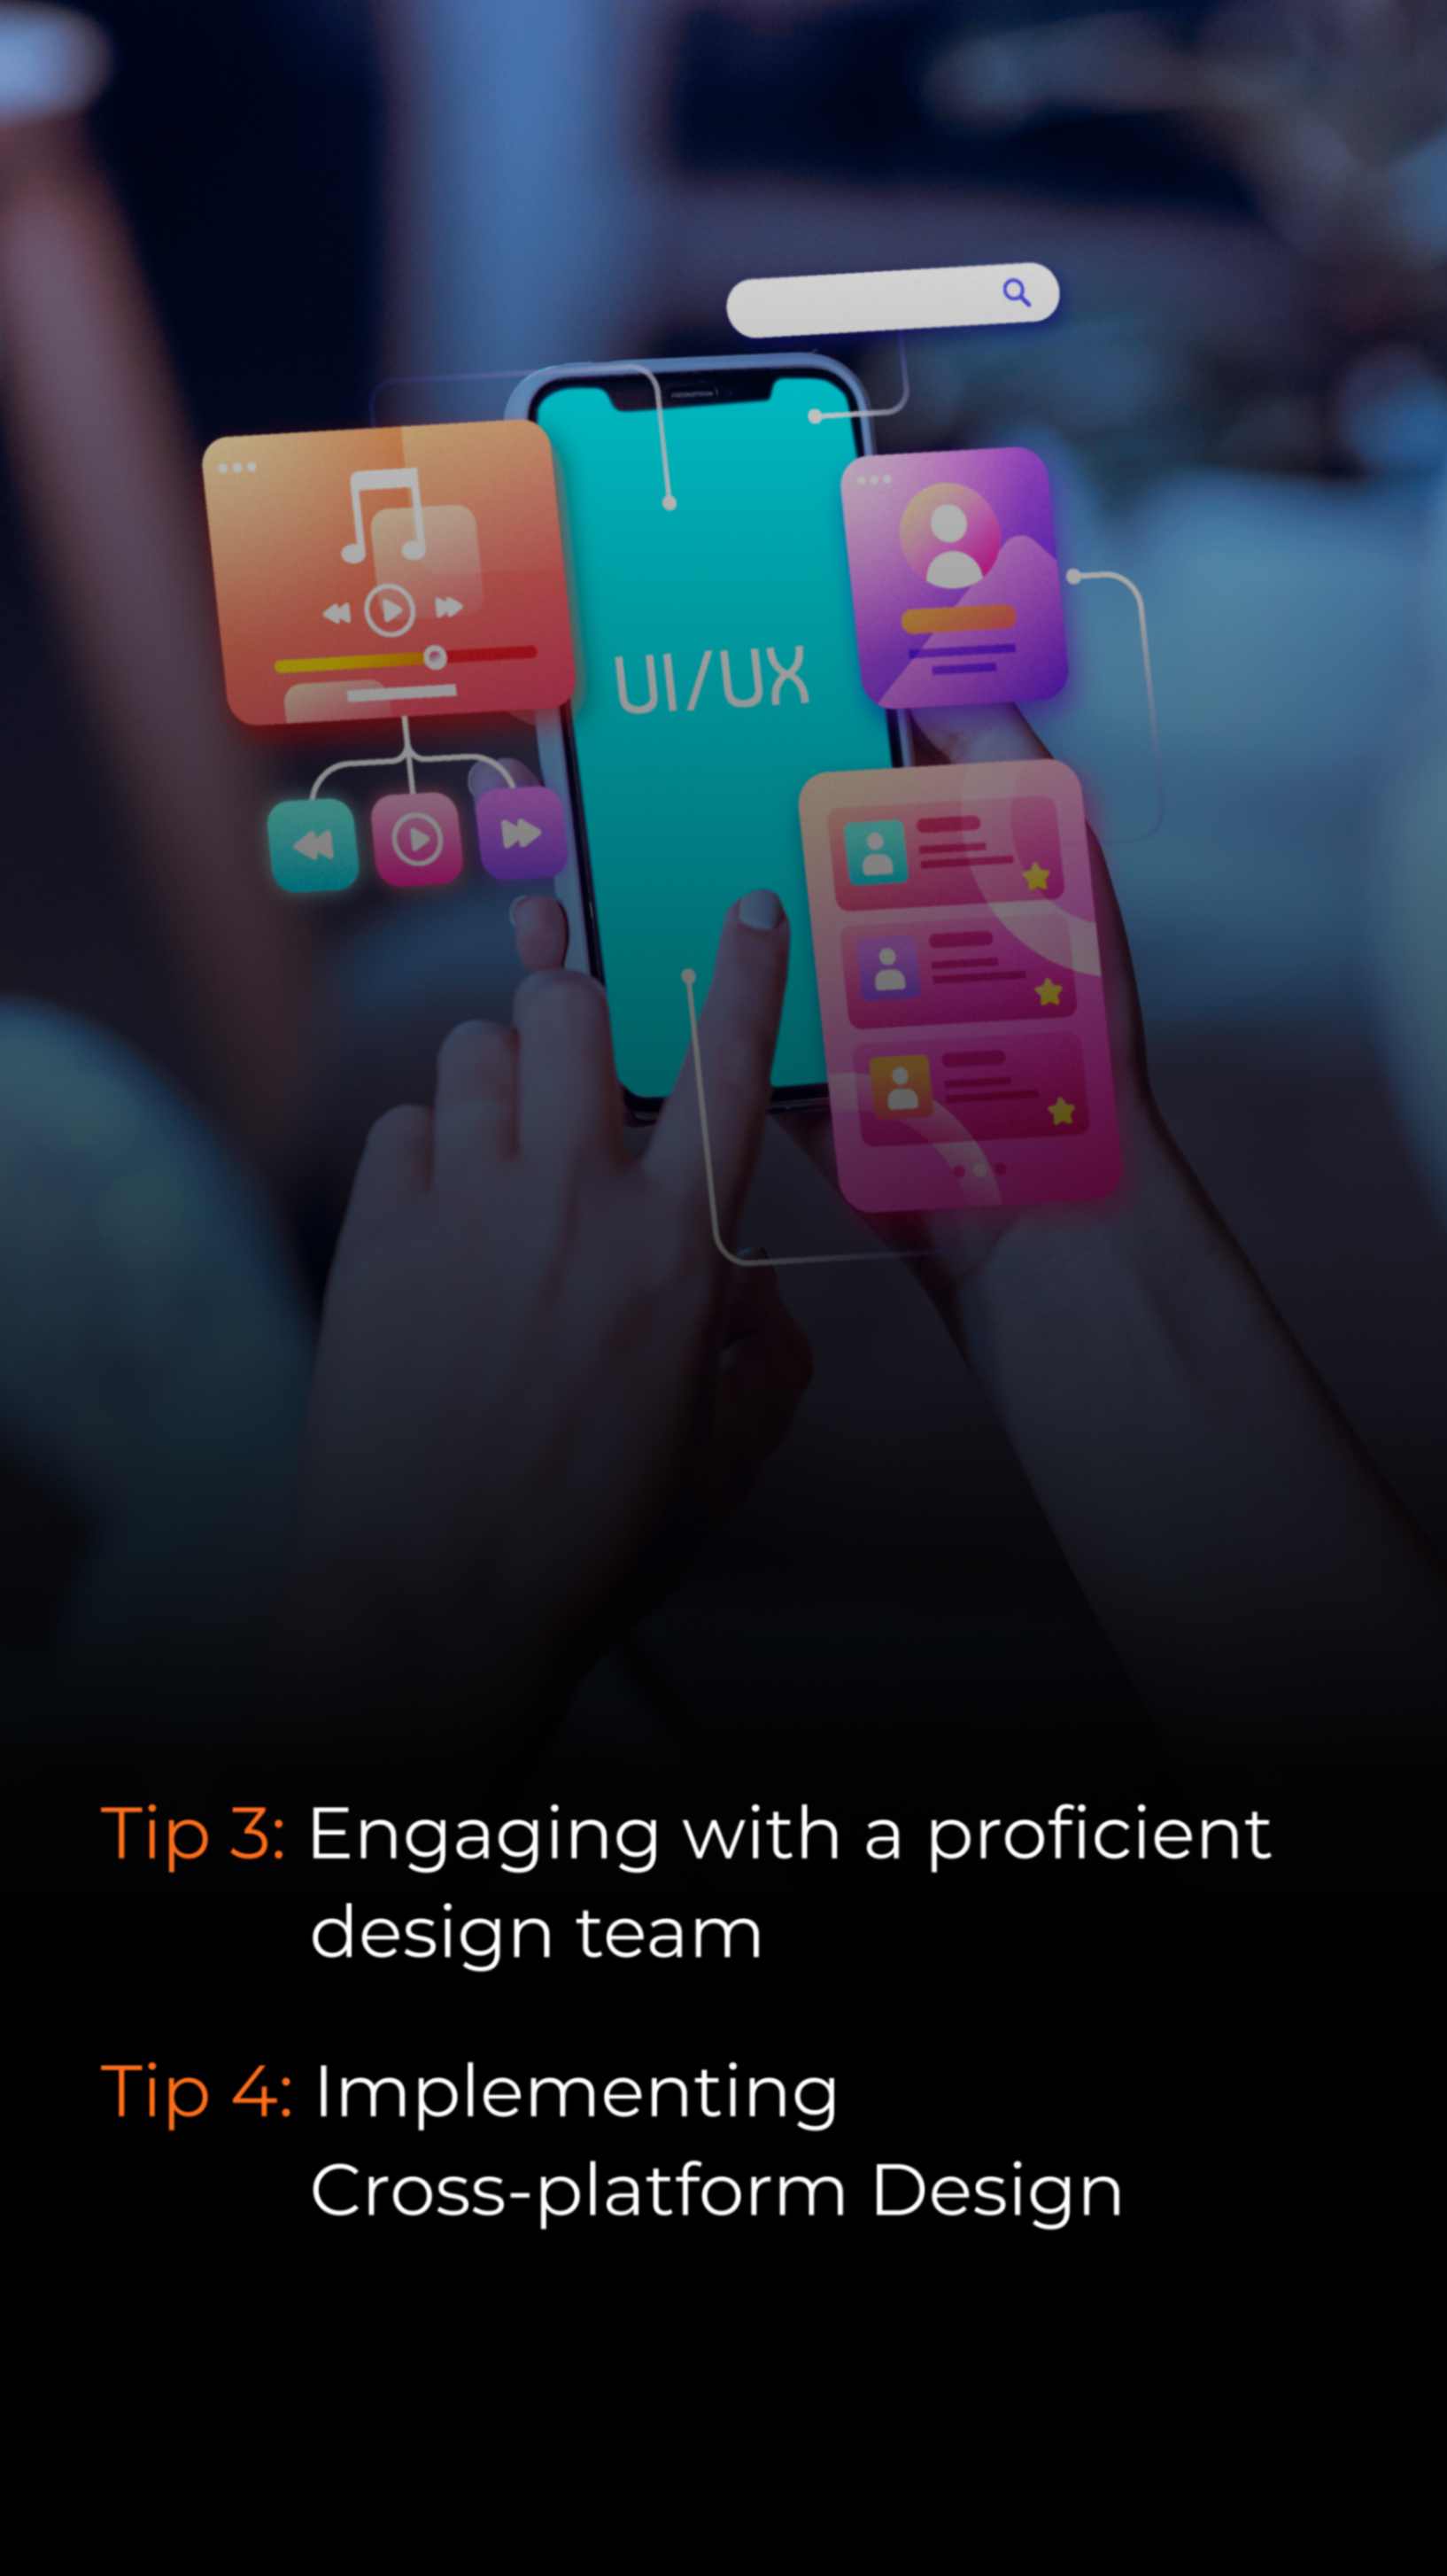 UI/UX
Tip 3: Engaging with a proficient
design team
Tip 4: Implementing
Cross-platform Design